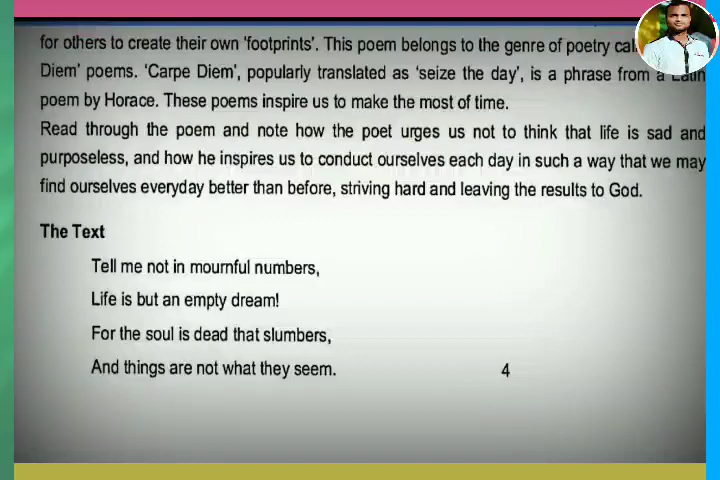 for others to create their own 'footprints'. This poem belongs to the genre of poetry
Diem' poems. 'Carpe Diem', popularly translated as 'seize the day', is a phrase from a Latin
poem by Horace. These poems inspire us to make the most of time.
Read through the poem and note how the poet urges us not to think that life is sad and
purposeless, and how he inspires us to conduct ourselves each day in such a way that we may
find ourselves everyday better than before, striving hard and leaving the results to God.
The Text
Tell me not in mournful numbers,
Life is but an empty dream!
For the soul is dead that slumbers,
And things are not what they seem. 4